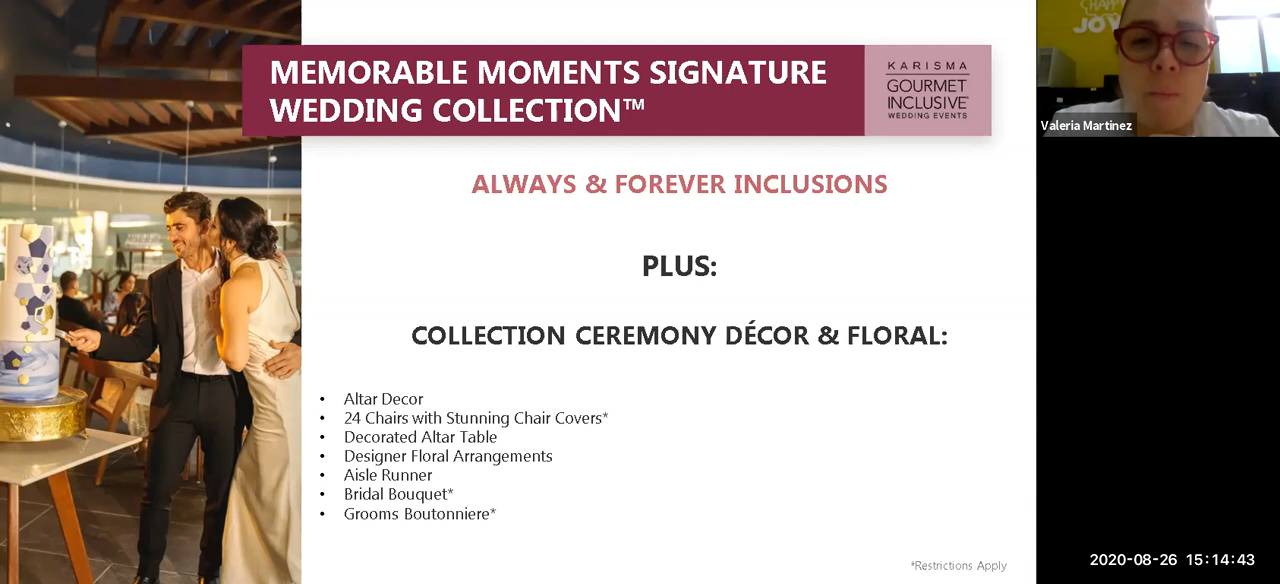 MEMORABLE MOMENTS SIGNATURE
WEDDING COLLECTION™
KARISMA
GOURMET
INCLUSIVE
WEDDING EVENTS
ALWAYS & FOREVER INCLUSIONS
PLUS:
COLLECTION CEREMONY DÉCOR & FLORAL:
• Altar Decor
• 24 Chairs with Stunning Chair Covers*
• Decorated Altar Table
• Designer Floral Arrangements
• Aisle Runner
• Bridal Bouquet*
• Grooms Boutonniere*
*Restrictions Apply
JOY
Valeria Martinez
2020-08-26 15:14:43